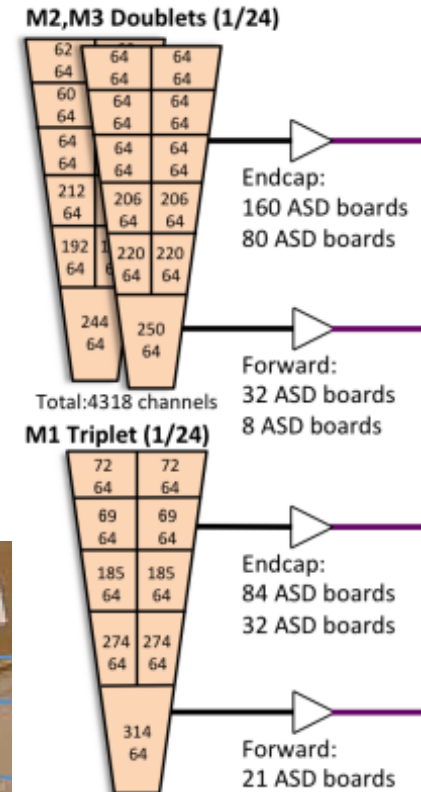 M2,M3 Doublets (1/24)
62
64
64 64
64 64
60
64
64 64
64 64
64
64
64 64
64 64
212
64
206 206
64 64
192 1
64 6
220 220
64 64
244
64
250
64
Endcap:
160 ASD boards
80 ASD boards
Forward:
32 ASD boards
8 ASD boards
Total:4318 channels
M1 Triplet (1/24)
72 72
64 64
69 69
64 64
185 185
64 64
274 274
64 64
314
64
Endcap:
84 ASD boards
32 ASD boards
Forward:
21 ASD boards